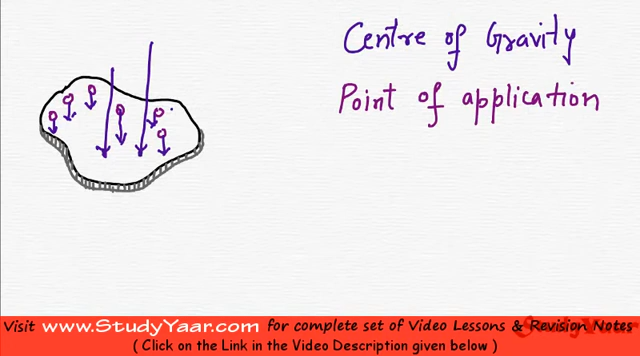 Centre of Gravity
Point of application
Visit www.StudyYaar.com for complete set of Video Lessons & Revision Notes
( Click on the Link in the Video Description given below )
StudyYaar